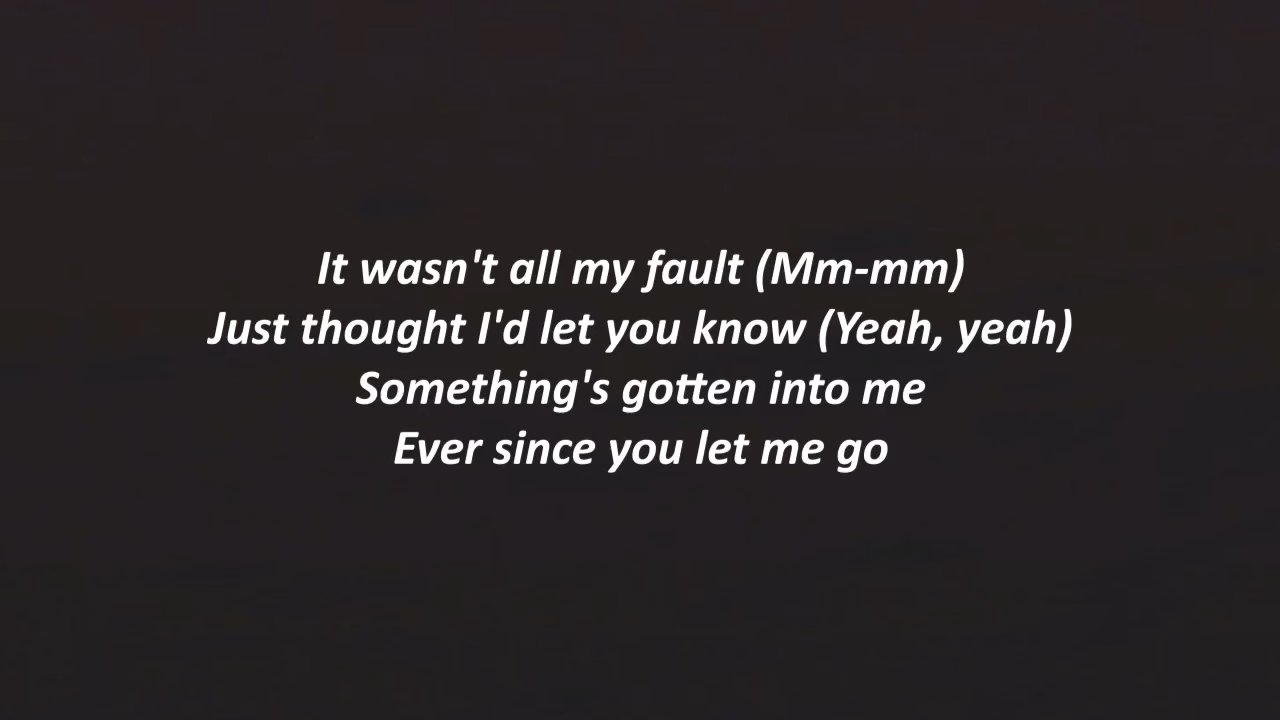 It wasn't all my fault (Mm-mm)
Just thought I'd let you know (Yeah, yeah)
Something's gotten into me
Ever since you let me go